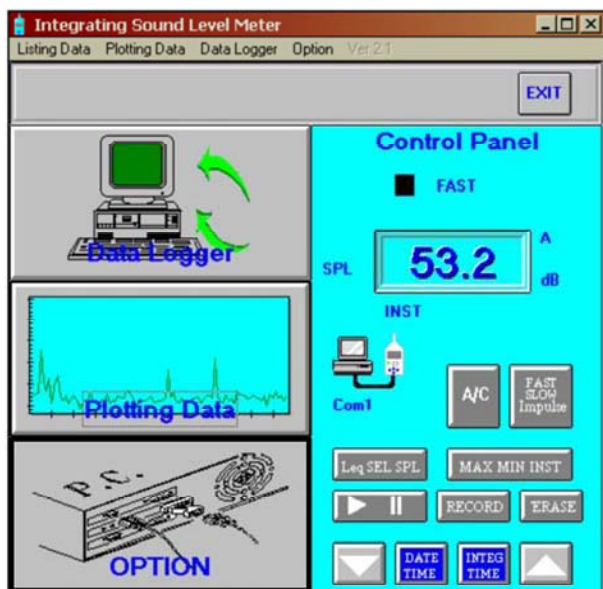 Integrating Sound Level Meter
Listing Data Plotting Data Data Logger Option Ver 2.1
EXIT
Data Logger
Plotting Data
P.C.
OPTION
Control Panel
FAST
SPL
53.2
A
dB
INST
Com1
A/C
FAST
SLOW
Impulse
Leq SEL SPL
MAX MIN INST
RECORD
ERASE
DATE
TIME
INTEG
TIME